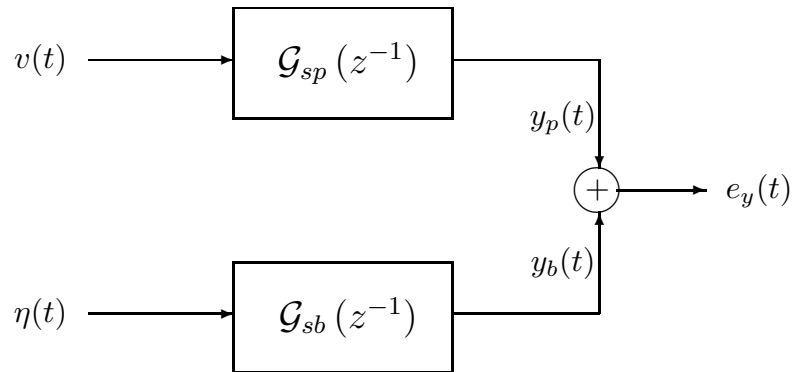 v(t)
𝒢_{sp} (z^{-1})
y_p(t)
+
e_y(t)
y_b(t)
η(t)
𝒢_{sb} (z^{-1})